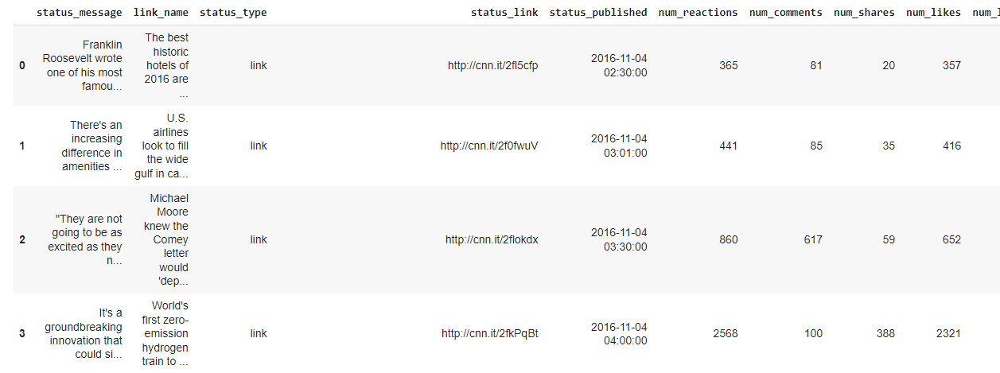 status_message link_name status_type status_link status_published num_reactions num_comments num_shares num_likes
0 Franklin Roosevelt wrote one of his most famou... The best historic hotels of 2016 are ... link http://cnn.it/2fI5cfp 2016-11-04 02:30:00 365 81 20 357
1 There's an increasing difference in amenities ... U.S. airlines look to fill the wide gulf in ca... link http://cnn.it/2f0fwuV 2016-11-04 03:01:00 441 85 35 416
2 "They are not going to be as excited as they n... Michael Moore knew the Comey letter would 'dep... link http://cnn.it/2flokdx 2016-11-04 03:30:00 860 617 59 652
3 It's a groundbreaking innovation that could si... World's first zero-emission hydrogen train to ... link http://cnn.it/2fkPqBt 2016-11-04 04:00:00 2568 100 388 2321